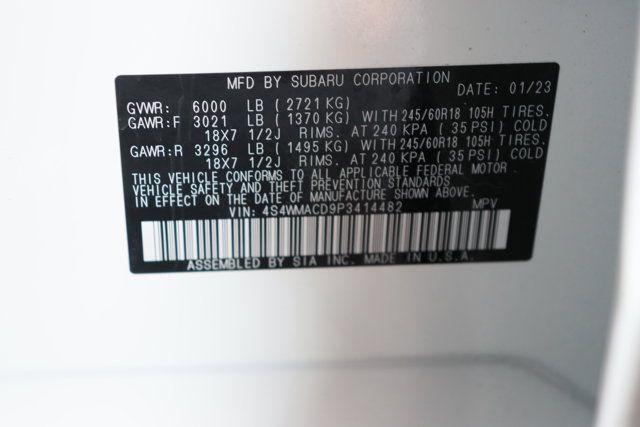 MFD BY SUBARU CORPORATION
DATE: 01/23
GVWR: 6000 LB (2721 KG)
GAWR:F 3021 LB (1370 KG) WITH 245/60R18 105H TIRES,
18X7 1/2J RIMS. AT 240 KPA (35 PSI) COLD
GAWR:R 3296 LB (1495 KG) WITH 245/60R18 105H TIRES,
18X7 1/2J RIMS. AT 240 KPA (35 PSI) COLD
THIS VEHICLE CONFORMS TO ALL APPLICABLE FEDERAL MOTOR
VEHICLE SAFETY AND THEFT PREVENTION STANDARDS
IN EFFECT ON THE DATE OF MANUFACTURE SHOWN ABOVE.
VIN: 4S4WMACD9P3414482 MPV
ASSEMBLED BY SIA INC. MADE IN U.S.A.